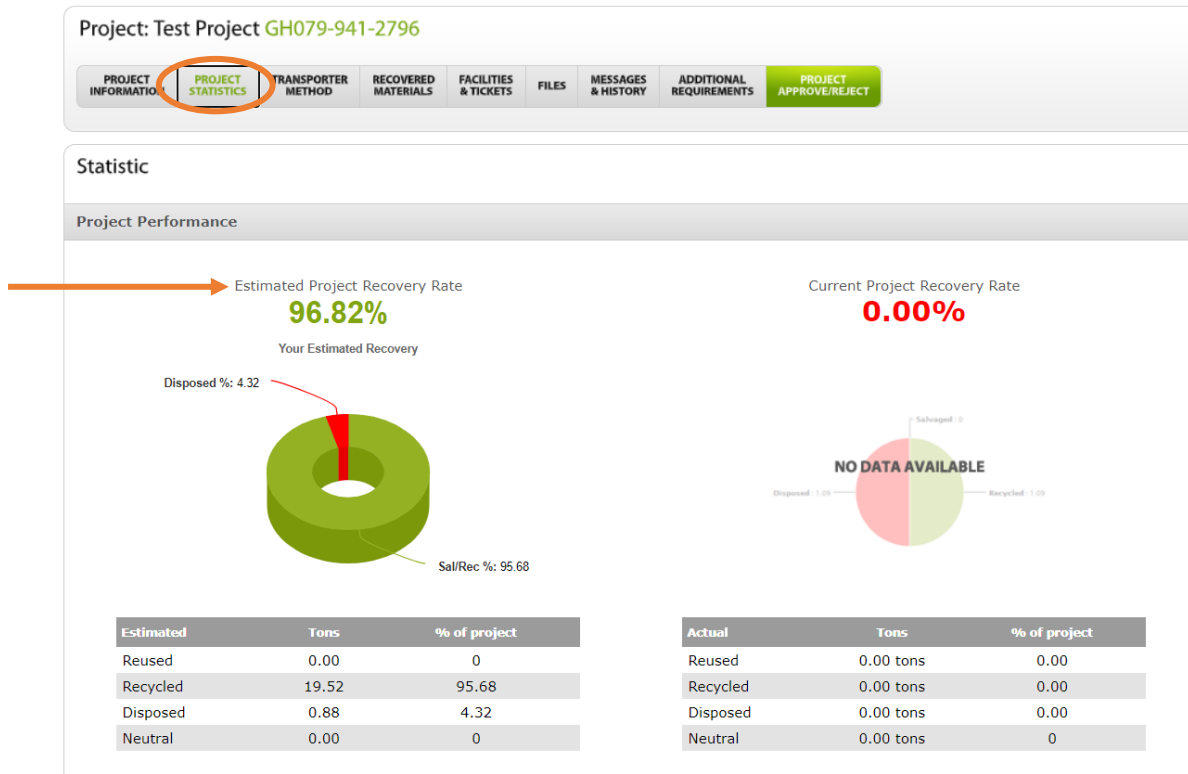 Project: Test Project GH079-941-2796
PROJECT INFORMATION
PROJECT STATISTICS
TRANSPORTER METHOD
RECOVERED MATERIALS
FACILITIES & TICKETS
FILES
MESSAGES & HISTORY
ADDITIONAL REQUIREMENTS
PROJECT APPROVE/REJECT
Statistic
Project Performance
Estimated Project Recovery Rate
96.82%
Your Estimated Recovery
Disposed %: 4.32
Sal/Rec %: 95.68
Current Project Recovery Rate
0.00%
Salvaged : 0
NO DATA AVAILABLE
Disposed : 1.09
Recycled : 1.09
Estimated Tons % of project
Reused 0.00 0
Recycled 19.52 95.68
Disposed 0.88 4.32
Neutral 0.00 0
Actual Tons % of project
Reused 0.00 tons 0.00
Recycled 0.00 tons 0.00
Disposed 0.00 tons 0.00
Neutral 0.00 tons 0